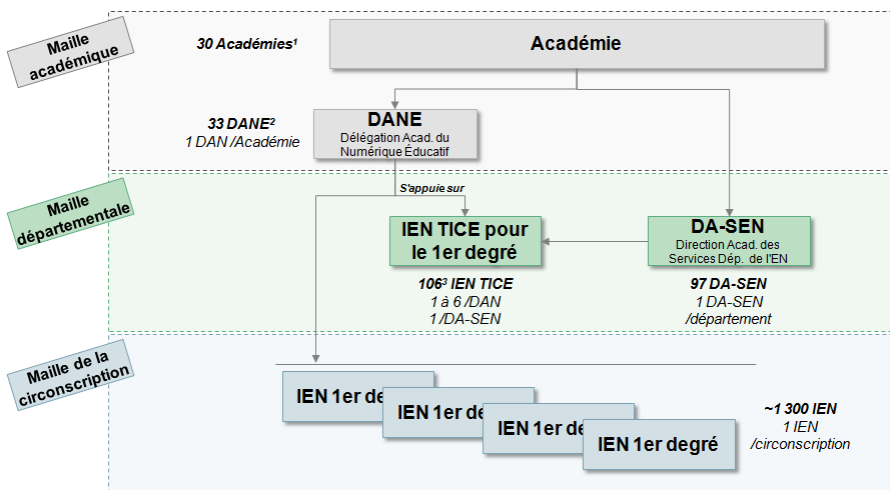 Maille
académique
30 Académies¹
Académie
33 DANE²
1 DAN /Académie
DANE
Délégation Acad. du
Numérique Éducatif
Maille
départementale
S'appuie sur
IEN TICE pour
le 1er degré
DA-SEN
Direction Acad. des
Services Dép. de l'EN
106³ IEN TICE
1 à 6 /DAN
1 /DA-SEN
97 DA-SEN
1 DA-SEN
/département
Maille de la
circonscription
IEN 1er de
IEN 1er d
IEN 1er de
IEN 1er degré
~1 300 IEN
1 IEN
/circonscription